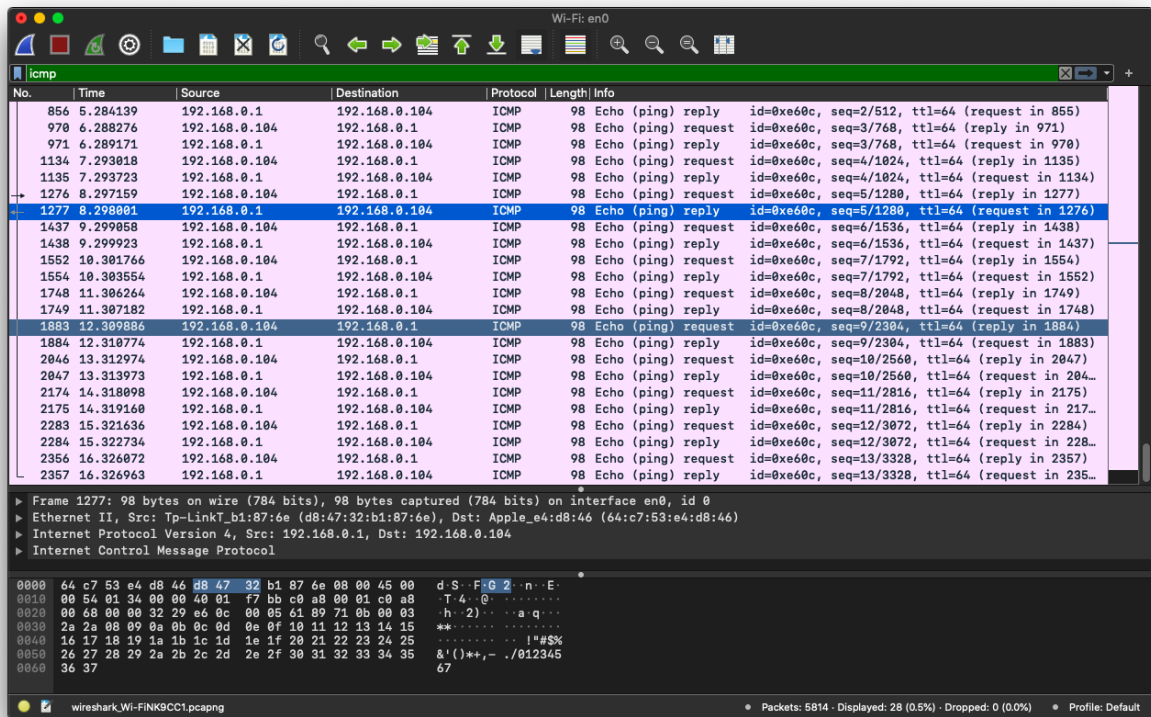 Wi-Fi: en0
icmp
No. Time Source Destination Protocol Length Info
856 5.284139 192.168.0.1 192.168.0.104 ICMP 98 Echo (ping) reply id=0xe60c, seq=2/512, ttl=64 (request in 855)
970 6.288276 192.168.0.104 192.168.0.1 ICMP 98 Echo (ping) request id=0xe60c, seq=3/768, ttl=64 (reply in 971)
971 6.289171 192.168.0.1 192.168.0.104 ICMP 98 Echo (ping) reply id=0xe60c, seq=3/768, ttl=64 (request in 970)
1134 7.293018 192.168.0.104 192.168.0.1 ICMP 98 Echo (ping) request id=0xe60c, seq=4/1024, ttl=64 (reply in 1135)
1135 7.293723 192.168.0.1 192.168.0.104 ICMP 98 Echo (ping) reply id=0xe60c, seq=4/1024, ttl=64 (request in 1134)
1276 8.297159 192.168.0.104 192.168.0.1 ICMP 98 Echo (ping) request id=0xe60c, seq=5/1280, ttl=64 (reply in 1277)
1277 8.298001 192.168.0.1 192.168.0.104 ICMP 98 Echo (ping) reply id=0xe60c, seq=5/1280, ttl=64 (request in 1276)
1437 9.299058 192.168.0.104 192.168.0.1 ICMP 98 Echo (ping) request id=0xe60c, seq=6/1536, ttl=64 (reply in 1438)
1438 9.299923 192.168.0.1 192.168.0.104 ICMP 98 Echo (ping) reply id=0xe60c, seq=6/1536, ttl=64 (request in 1437)
1552 10.301766 192.168.0.104 192.168.0.1 ICMP 98 Echo (ping) request id=0xe60c, seq=7/1792, ttl=64 (reply in 1554)
1554 10.303554 192.168.0.1 192.168.0.104 ICMP 98 Echo (ping) reply id=0xe60c, seq=7/1792, ttl=64 (request in 1552)
1748 11.306264 192.168.0.104 192.168.0.1 ICMP 98 Echo (ping) request id=0xe60c, seq=8/2048, ttl=64 (reply in 1749)
1749 11.307182 192.168.0.1 192.168.0.104 ICMP 98 Echo (ping) reply id=0xe60c, seq=8/2048, ttl=64 (request in 1748)
1883 12.309886 192.168.0.104 192.168.0.1 ICMP 98 Echo (ping) request id=0xe60c, seq=9/2304, ttl=64 (reply in 1884)
1884 12.310774 192.168.0.1 192.168.0.104 ICMP 98 Echo (ping) reply id=0xe60c, seq=9/2304, ttl=64 (request in 1883)
2046 13.312974 192.168.0.104 192.168.0.1 ICMP 98 Echo (ping) request id=0xe60c, seq=10/2560, ttl=64 (reply in 2047)
2047 13.313973 192.168.0.1 192.168.0.104 ICMP 98 Echo (ping) reply id=0xe60c, seq=10/2560, ttl=64 (request in 204…
2174 14.318098 192.168.0.104 192.168.0.1 ICMP 98 Echo (ping) request id=0xe60c, seq=11/2816, ttl=64 (reply in 2175)
2175 14.319160 192.168.0.1 192.168.0.104 ICMP 98 Echo (ping) reply id=0xe60c, seq=11/2816, ttl=64 (request in 217…
2283 15.321636 192.168.0.104 192.168.0.1 ICMP 98 Echo (ping) request id=0xe60c, seq=12/3072, ttl=64 (reply in 2284)
2284 15.322734 192.168.0.1 192.168.0.104 ICMP 98 Echo (ping) reply id=0xe60c, seq=12/3072, ttl=64 (request in 228…
2356 16.326072 192.168.0.104 192.168.0.1 ICMP 98 Echo (ping) request id=0xe60c, seq=13/3328, ttl=64 (reply in 2357)
2357 16.326963 192.168.0.1 192.168.0.104 ICMP 98 Echo (ping) reply id=0xe60c, seq=13/3328, ttl=64 (request in 235…
Frame 1277: 98 bytes on wire (784 bits), 98 bytes captured (784 bits) on interface en0, id 0
Ethernet II, Src: Tp-LinkT_b1:87:6e (d8:47:32:b1:87:6e), Dst: Apple_e4:d8:46 (64:c7:53:e4:d8:46)
Internet Protocol Version 4, Src: 192.168.0.1, Dst: 192.168.0.104
Internet Control Message Protocol
0000 64 c7 53 e4 d8 46 d8 47 32 b1 87 6e 08 00 45 00 d·S··F·G 2··n··E·
0010 00 54 01 34 00 00 40 01 f7 bb c0 a8 00 01 c0 a8 ·T·4··@· ········
0020 00 68 00 00 32 29 e6 0c 00 05 61 89 71 0b 00 03 ·h··2)·· ··a·q···
0030 2a 2a 08 09 0a 0b 0c 0d 0e 0f 10 11 12 13 14 15 **······ ········
0040 16 17 18 19 1a 1b 1c 1d 1e 1f 20 21 22 23 24 25 ········ ·· !"#$%
0050 26 27 28 29 2a 2b 2c 2d 2e 2f 30 31 32 33 34 35 &'()*+,- ./012345
0060 36 37 67
wireshark_Wi-FiNK9CC1.pcapng Packets: 5814 · Displayed: 28 (0.5%) · Dropped: 0 (0.0%) Profile: Default